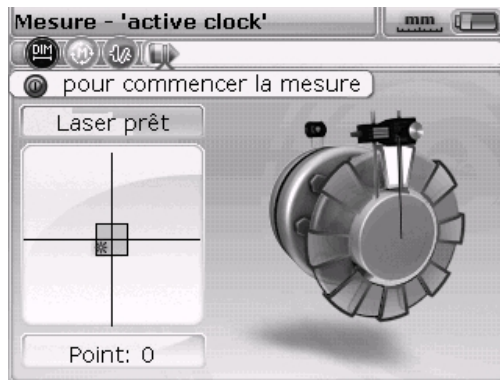 Mesure - 'active clock'
mm
DIM
M
pour commencer la mesure
Laser prêt
Point: 0